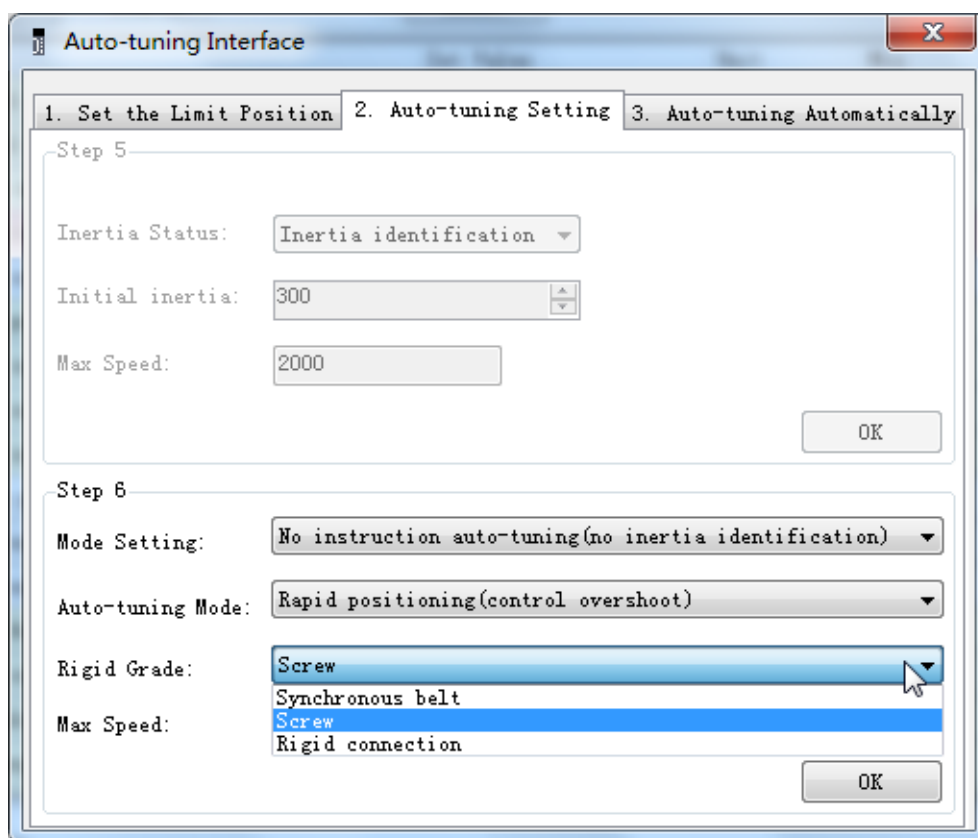 Auto-tuning Interface
1. Set the Limit Position 2. Auto-tuning Setting 3. Auto-tuning Automatically
Step 5
Inertia Status: Inertia identification
Initial inertia: 300
Max Speed: 2000
OK
Step 6
Mode Setting: No instruction auto-tuning(no inertia identification)
Auto-tuning Mode: Rapid positioning(control overshoot)
Rigid Grade: Screw
Synchronous belt
Max Speed: Screw
Rigid connection
OK